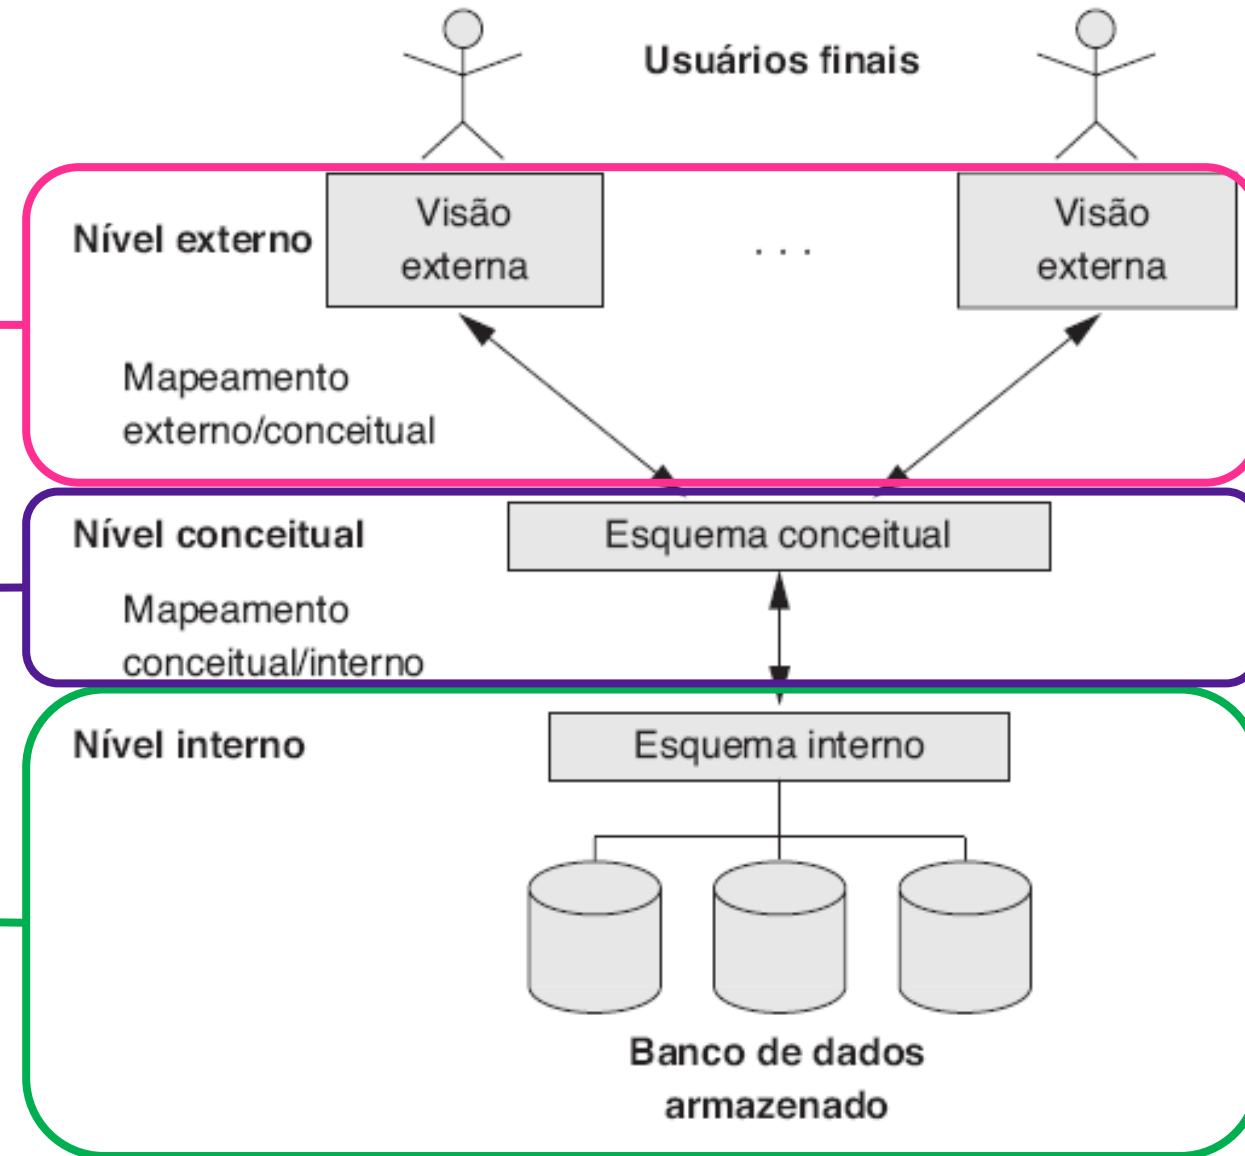 Usuários finais
Nível externo
Visão
externa
. . .
Visão
externa
Mapeamento
externo/conceitual
Nível conceitual
Esquema conceitual
Mapeamento
conceitual/interno
Nível interno
Esquema interno
Banco de dados
armazenado